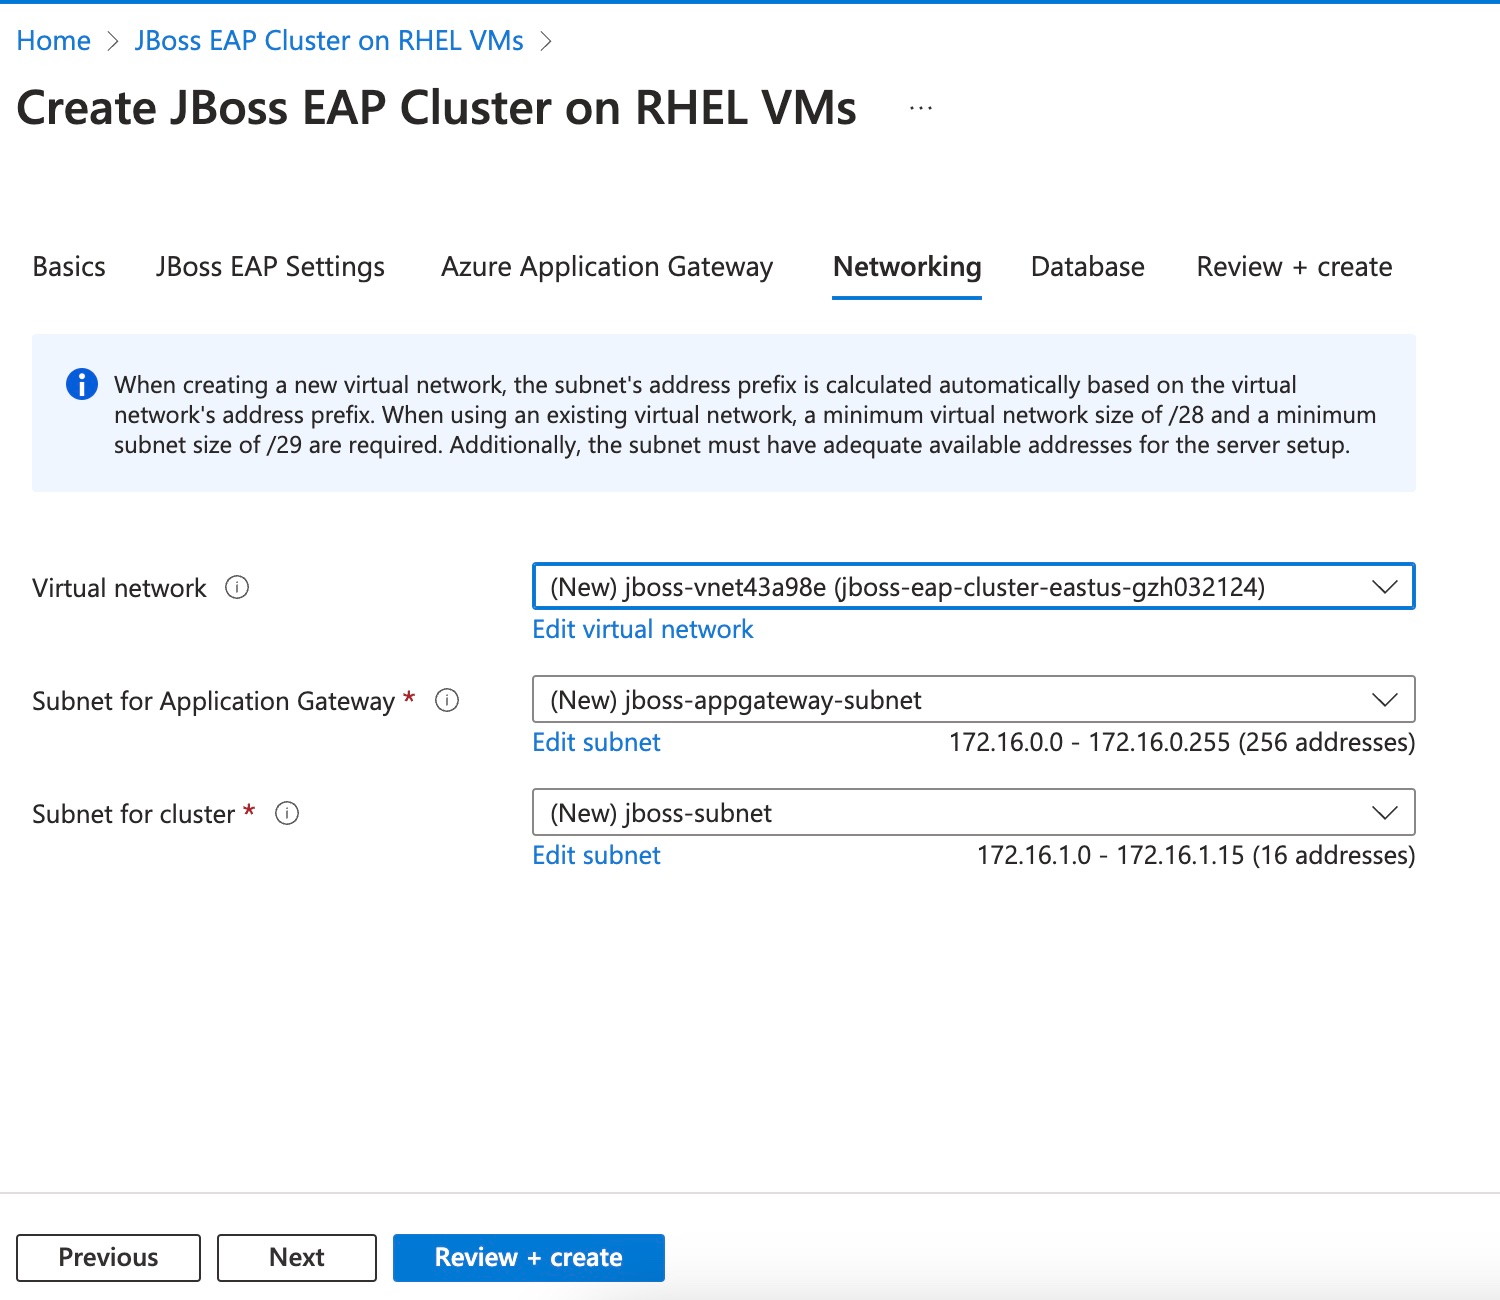 Home > JBoss EAP Cluster on RHEL VMs >
Create JBoss EAP Cluster on RHEL VMs ...
Basics JBoss EAP Settings Azure Application Gateway Networking Database Review + create
When creating a new virtual network, the subnet's address prefix is calculated automatically based on the virtual
network's address prefix. When using an existing virtual network, a minimum virtual network size of /28 and a minimum
subnet size of /29 are required. Additionally, the subnet must have adequate available addresses for the server setup.
Virtual network (New) jboss-vnet43a98e (jboss-eap-cluster-eastus-gzh032124)
Edit virtual network
Subnet for Application Gateway * (New) jboss-appgateway-subnet
Edit subnet 172.16.0.0 - 172.16.0.255 (256 addresses)
Subnet for cluster * (New) jboss-subnet
Edit subnet 172.16.1.0 - 172.16.1.15 (16 addresses)
Previous Next Review + create